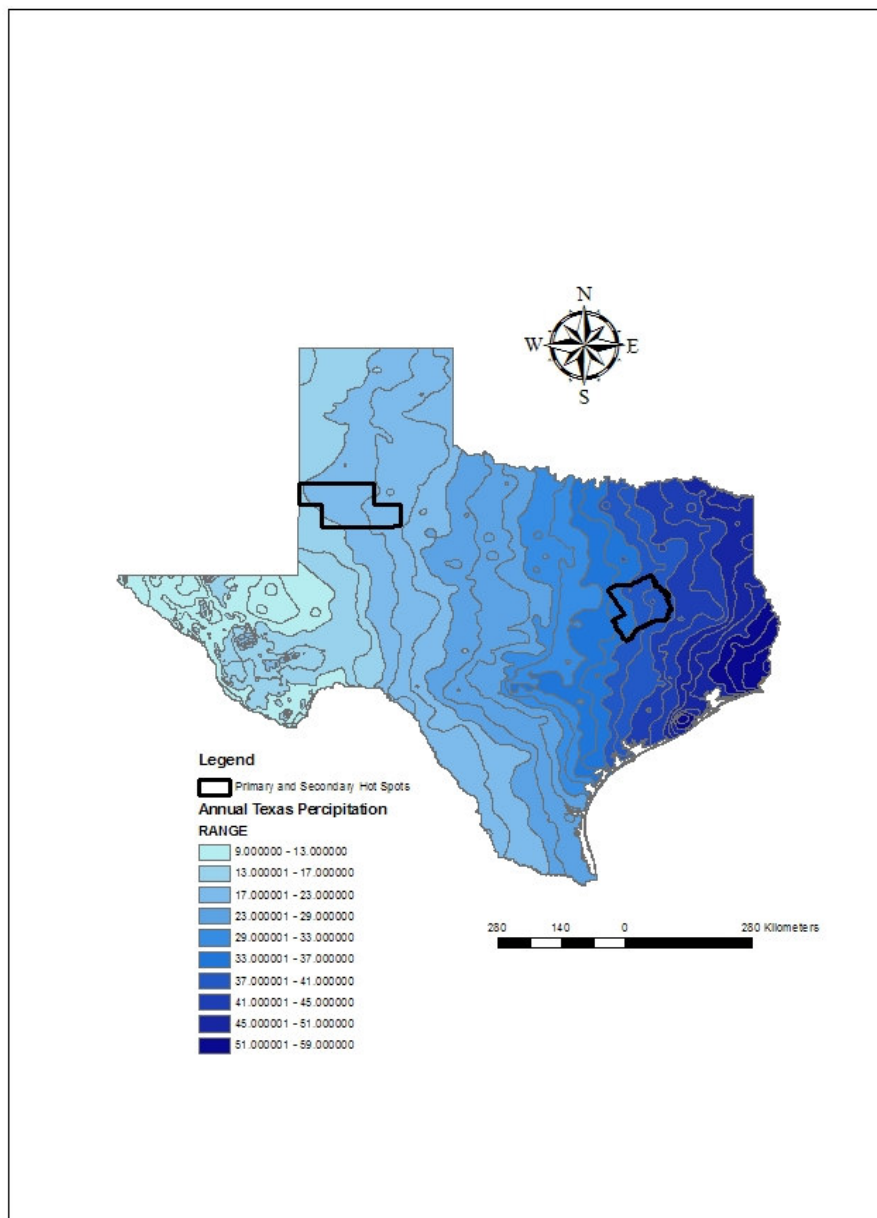 N
W E
S
Legend
Primary and Secondary Hot Spots
Annual Texas Percipitation
RANGE
9.000000 - 13.000000
13.000001 - 17.000000
17.000001 - 23.000000
23.000001 - 29.000000
29.000001 - 33.000000
33.000001 - 37.000000
37.000001 - 41.000000
41.000001 - 45.000000
45.000001 - 51.000000
51.000001 - 59.000000
280 140 0 280 Kilometers